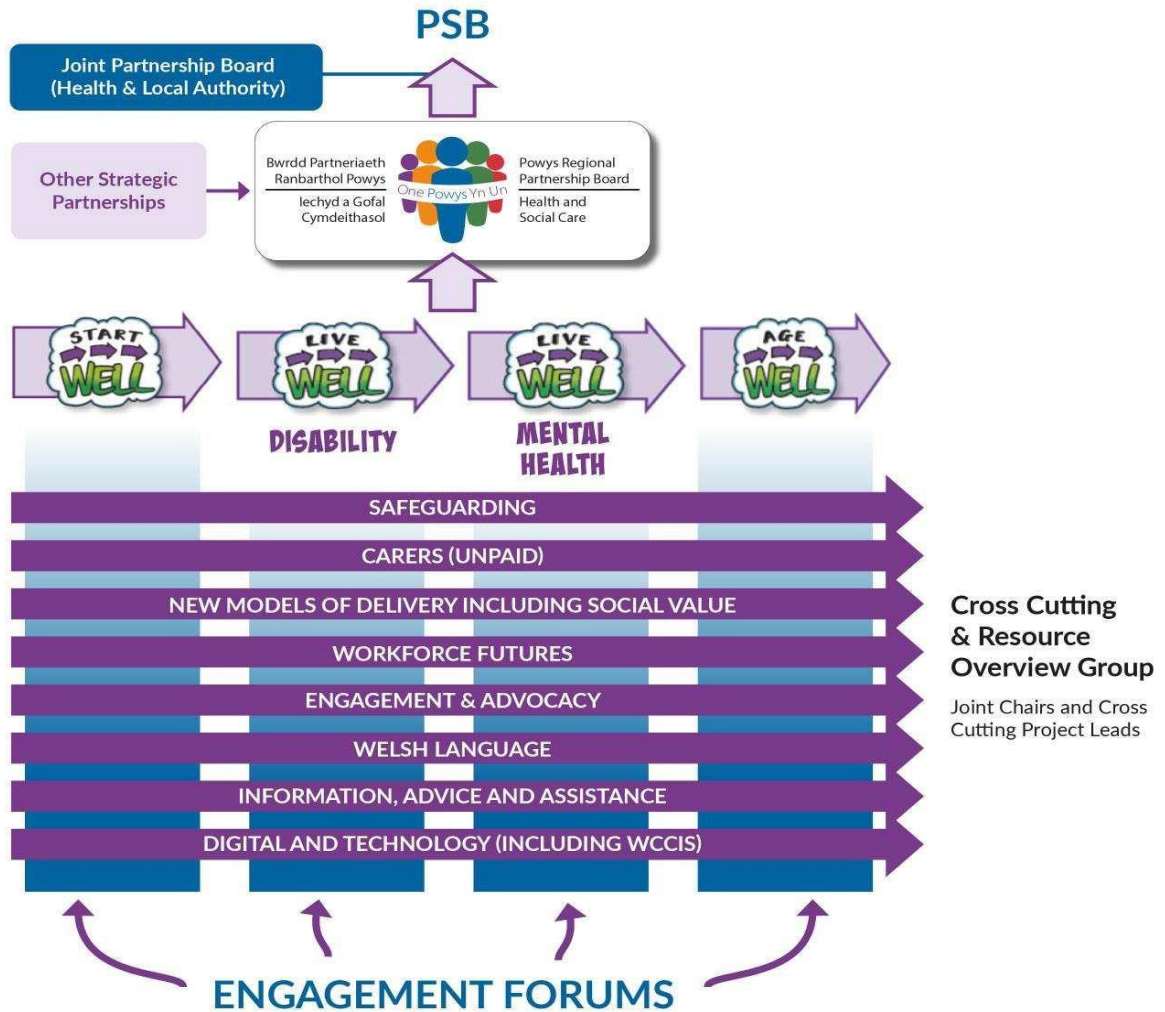 PSB
Joint Partnership Board
(Health & Local Authority)
Other Strategic
Partnerships
Bwrdd Partneriaeth
Ranbarthol Powys
Iechyd a Gofal
Cymdeithasol
One Powys Yn Un
Powys Regional
Partnership Board
Health and
Social Care
START
WELL
LIVE
WELL
DISABILITY
LIVE
WELL
MENTAL
HEALTH
AGE
WELL
SAFEGUARDING
CARERS (UNPAID)
NEW MODELS OF DELIVERY INCLUDING SOCIAL VALUE
WORKFORCE FUTURES
ENGAGEMENT & ADVOCACY
WELSH LANGUAGE
INFORMATION, ADVICE AND ASSISTANCE
DIGITAL AND TECHNOLOGY (INCLUDING WCCIS)
Cross Cutting
& Resource
Overview Group
Joint Chairs and Cross
Cutting Project Leads
ENGAGEMENT FORUMS